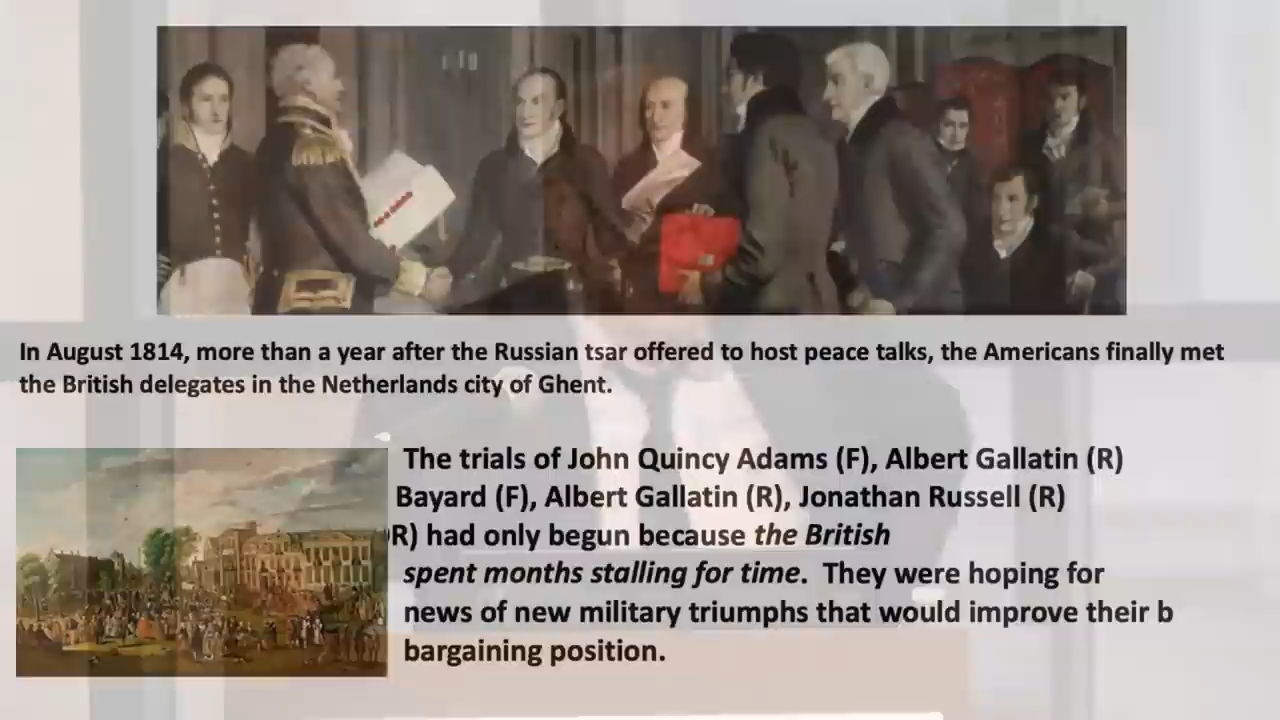 In August 1814, more than a year after the Russian tsar offered to host peace talks, the Americans finally met
the British delegates in the Netherlands city of Ghent.
The trials of John Quincy Adams (F), Albert Gallatin (R)
Bayard (F), Albert Gallatin (R), Jonathan Russell (R)
R) had only begun because the British
spent months stalling for time. They were hoping for
news of new military triumphs that would improve their b
bargaining position.